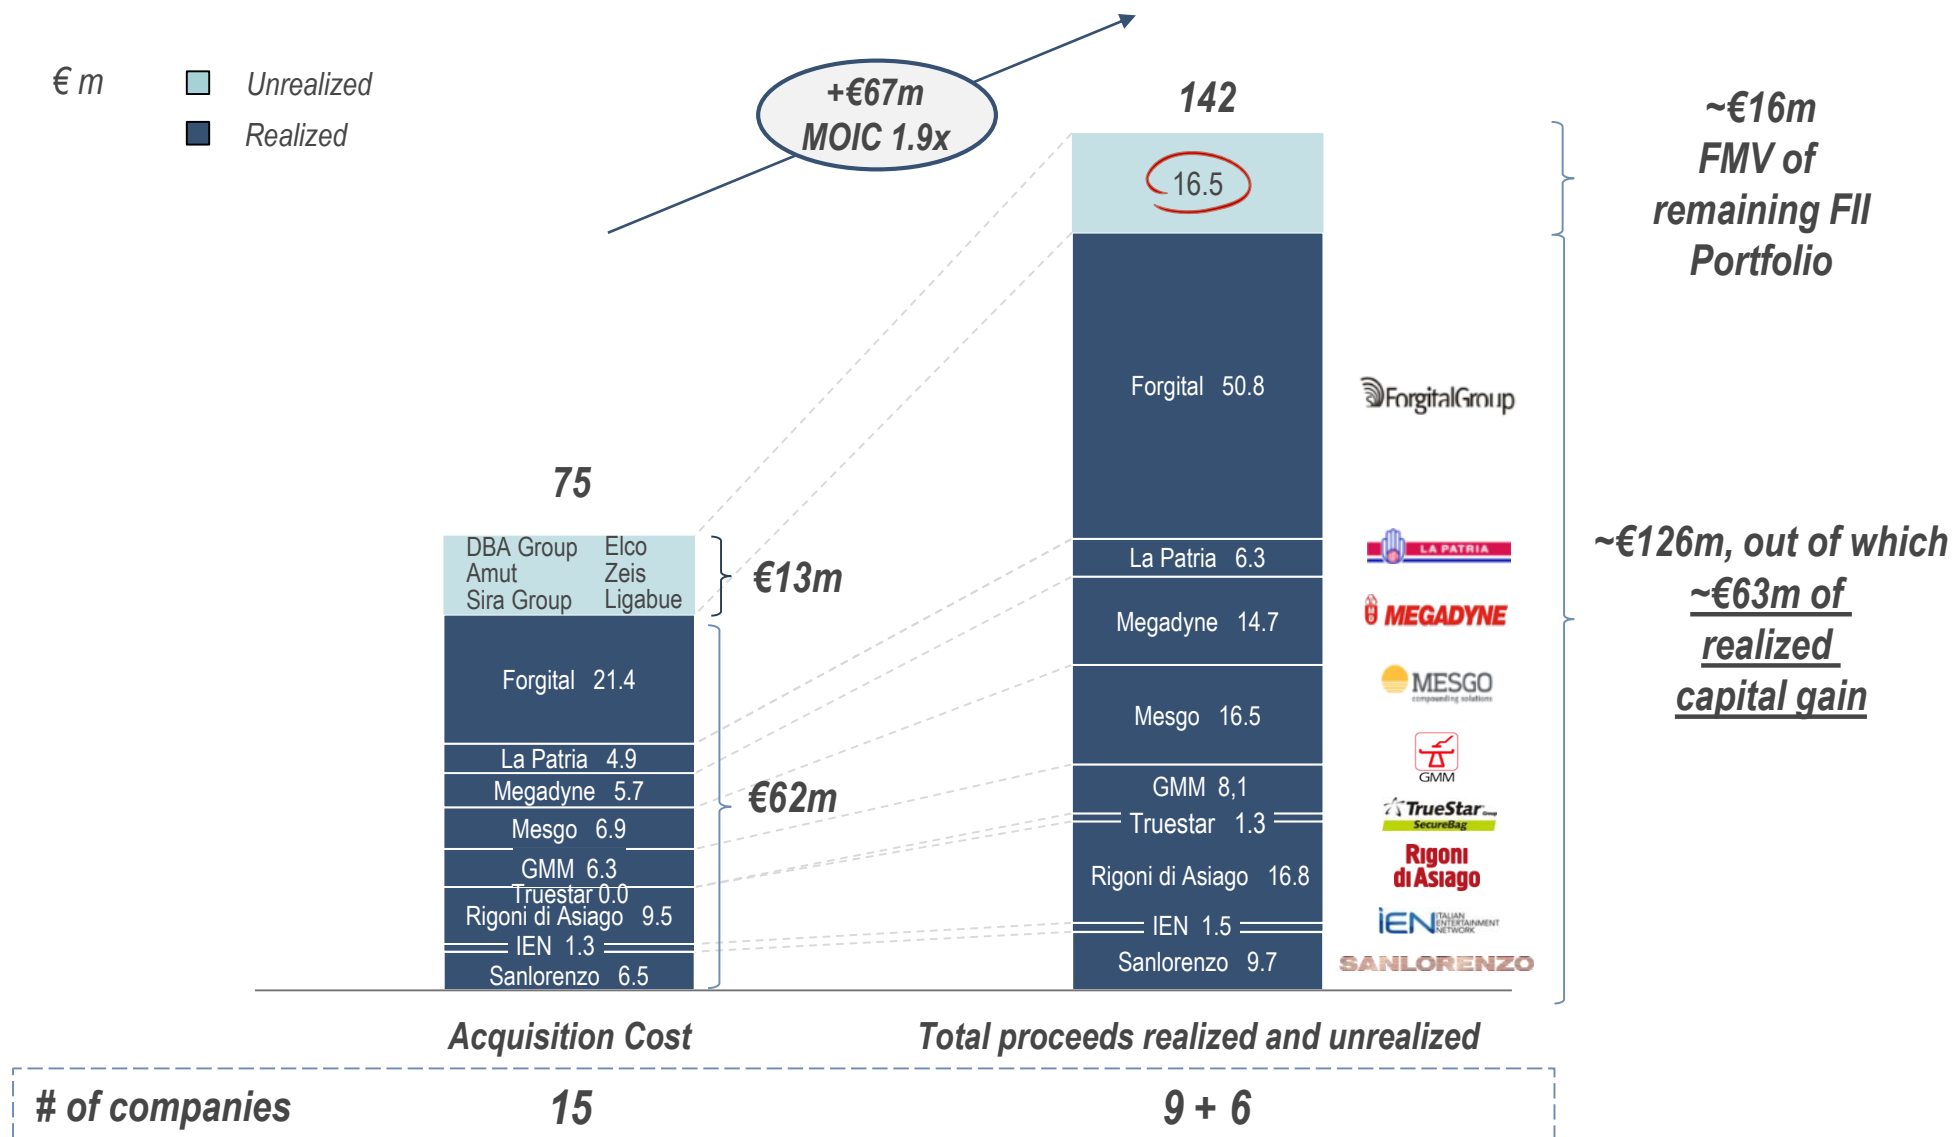 € m
Unrealized
Realized
+€67m
MOIC 1.9x
142
16.5
~€16m
FMV of
remaining FII
Portfolio
Forgital 50.8
ForgitalGroup
75
DBA Group Elco
Amut Zeis
Sira Group Ligabue
€13m
La Patria 6.3
LA PATRIA
~€126m, out of which
~€63m of
realized
capital gain
Megadyne 14.7
MEGADYNE
Forgital 21.4
Mesgo 16.5
MESGO
compounding solutions
La Patria 4.9
Megadyne 5.7
€62m
GMM 8,1
GMM
Mesgo 6.9
Truestar 1.3
TrueStar Group
SecureBag
GMM 6.3
Truestar 0.0
Rigoni di Asiago 9.5
Rigoni di Asiago 16.8
Rigoni
di Asiago
IEN 1.3
IEN 1.5
iEN ITALIAN
ENTERTAINMENT
NETWORK
Sanlorenzo 6.5
Sanlorenzo 9.7
SANLORENZO
Acquisition Cost
Total proceeds realized and unrealized
# of companies
15
9 + 6